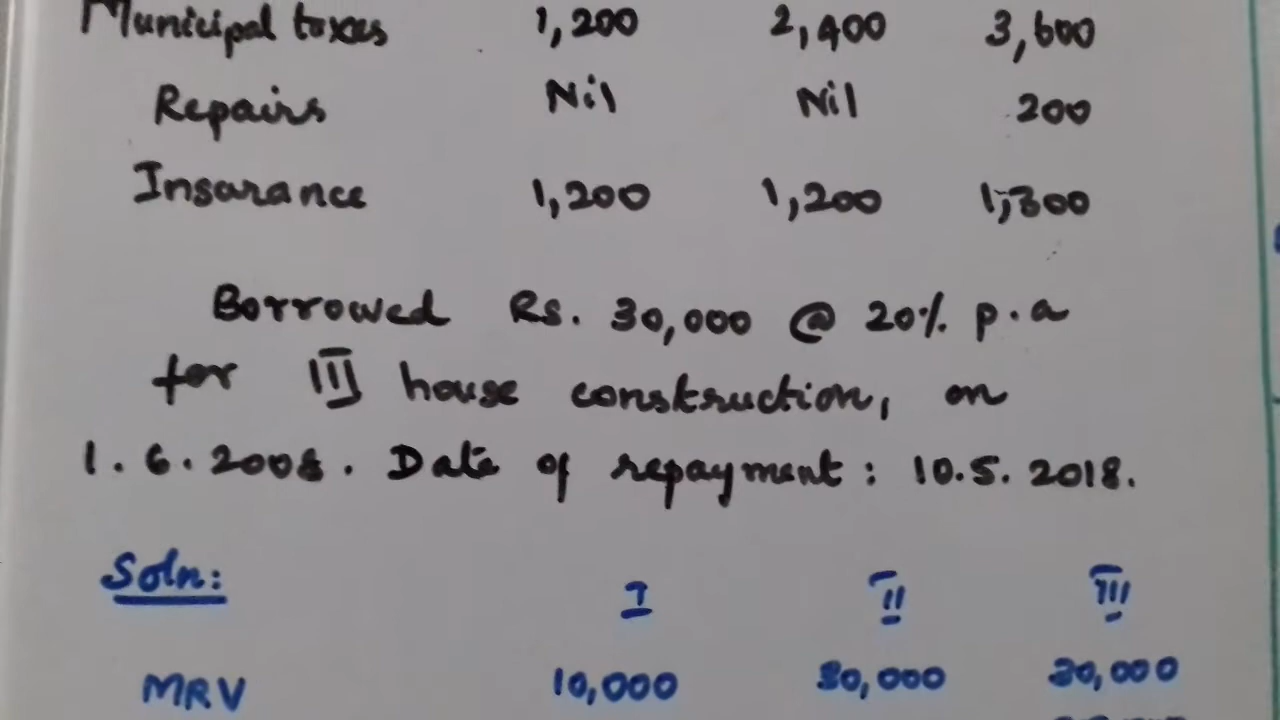 Municipal taxes 1,200 2,400 3,600
Repairs Nil Nil 200
Insurance 1,200 1,200 1,300
Borrowed Rs. 30,000 @ 20% p.a
for III house construction, on
1.6.2008. Date of repayment: 10.5.2018.
Soln: I II III
MRV 10,000 30,000 30,000